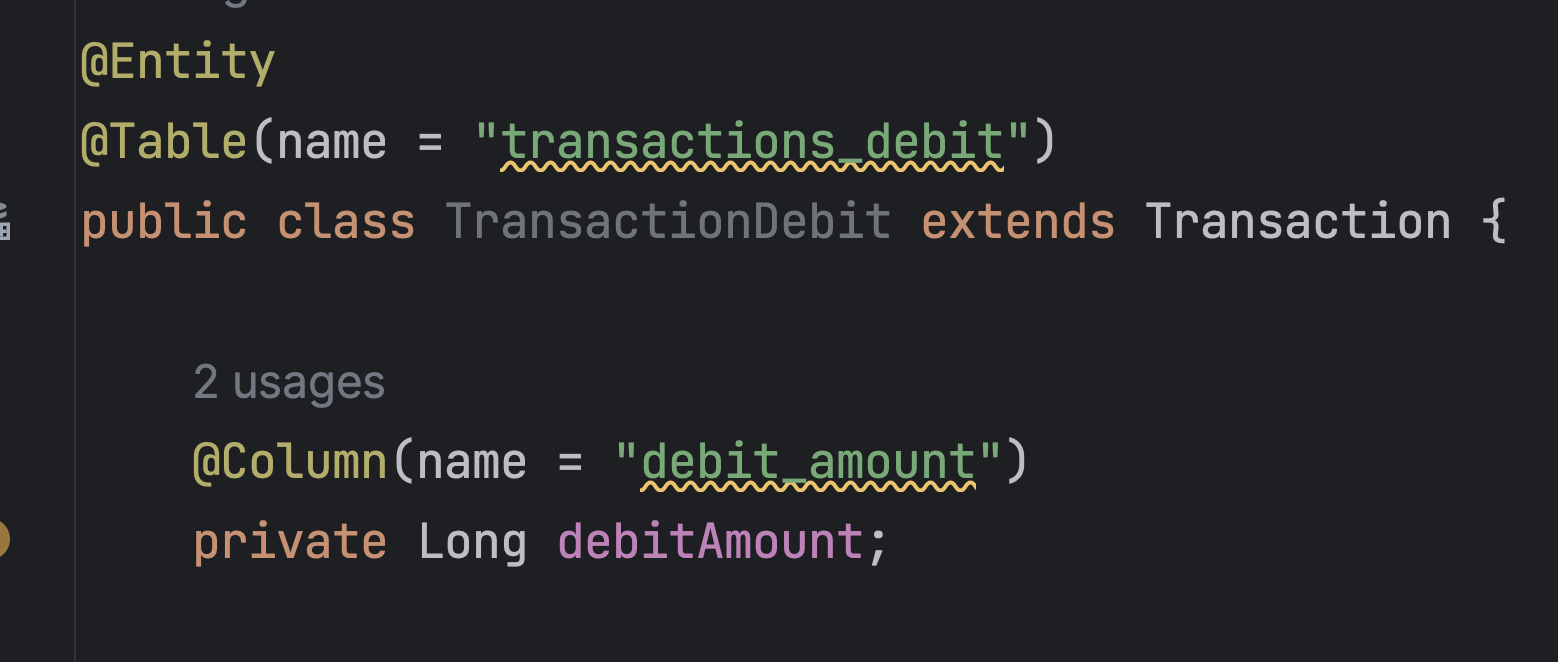 @Entity
@Table(name = "transactions_debit")
public class TransactionDebit extends Transaction {
2 usages
@Column(name = "debit_amount")
private Long debitAmount;